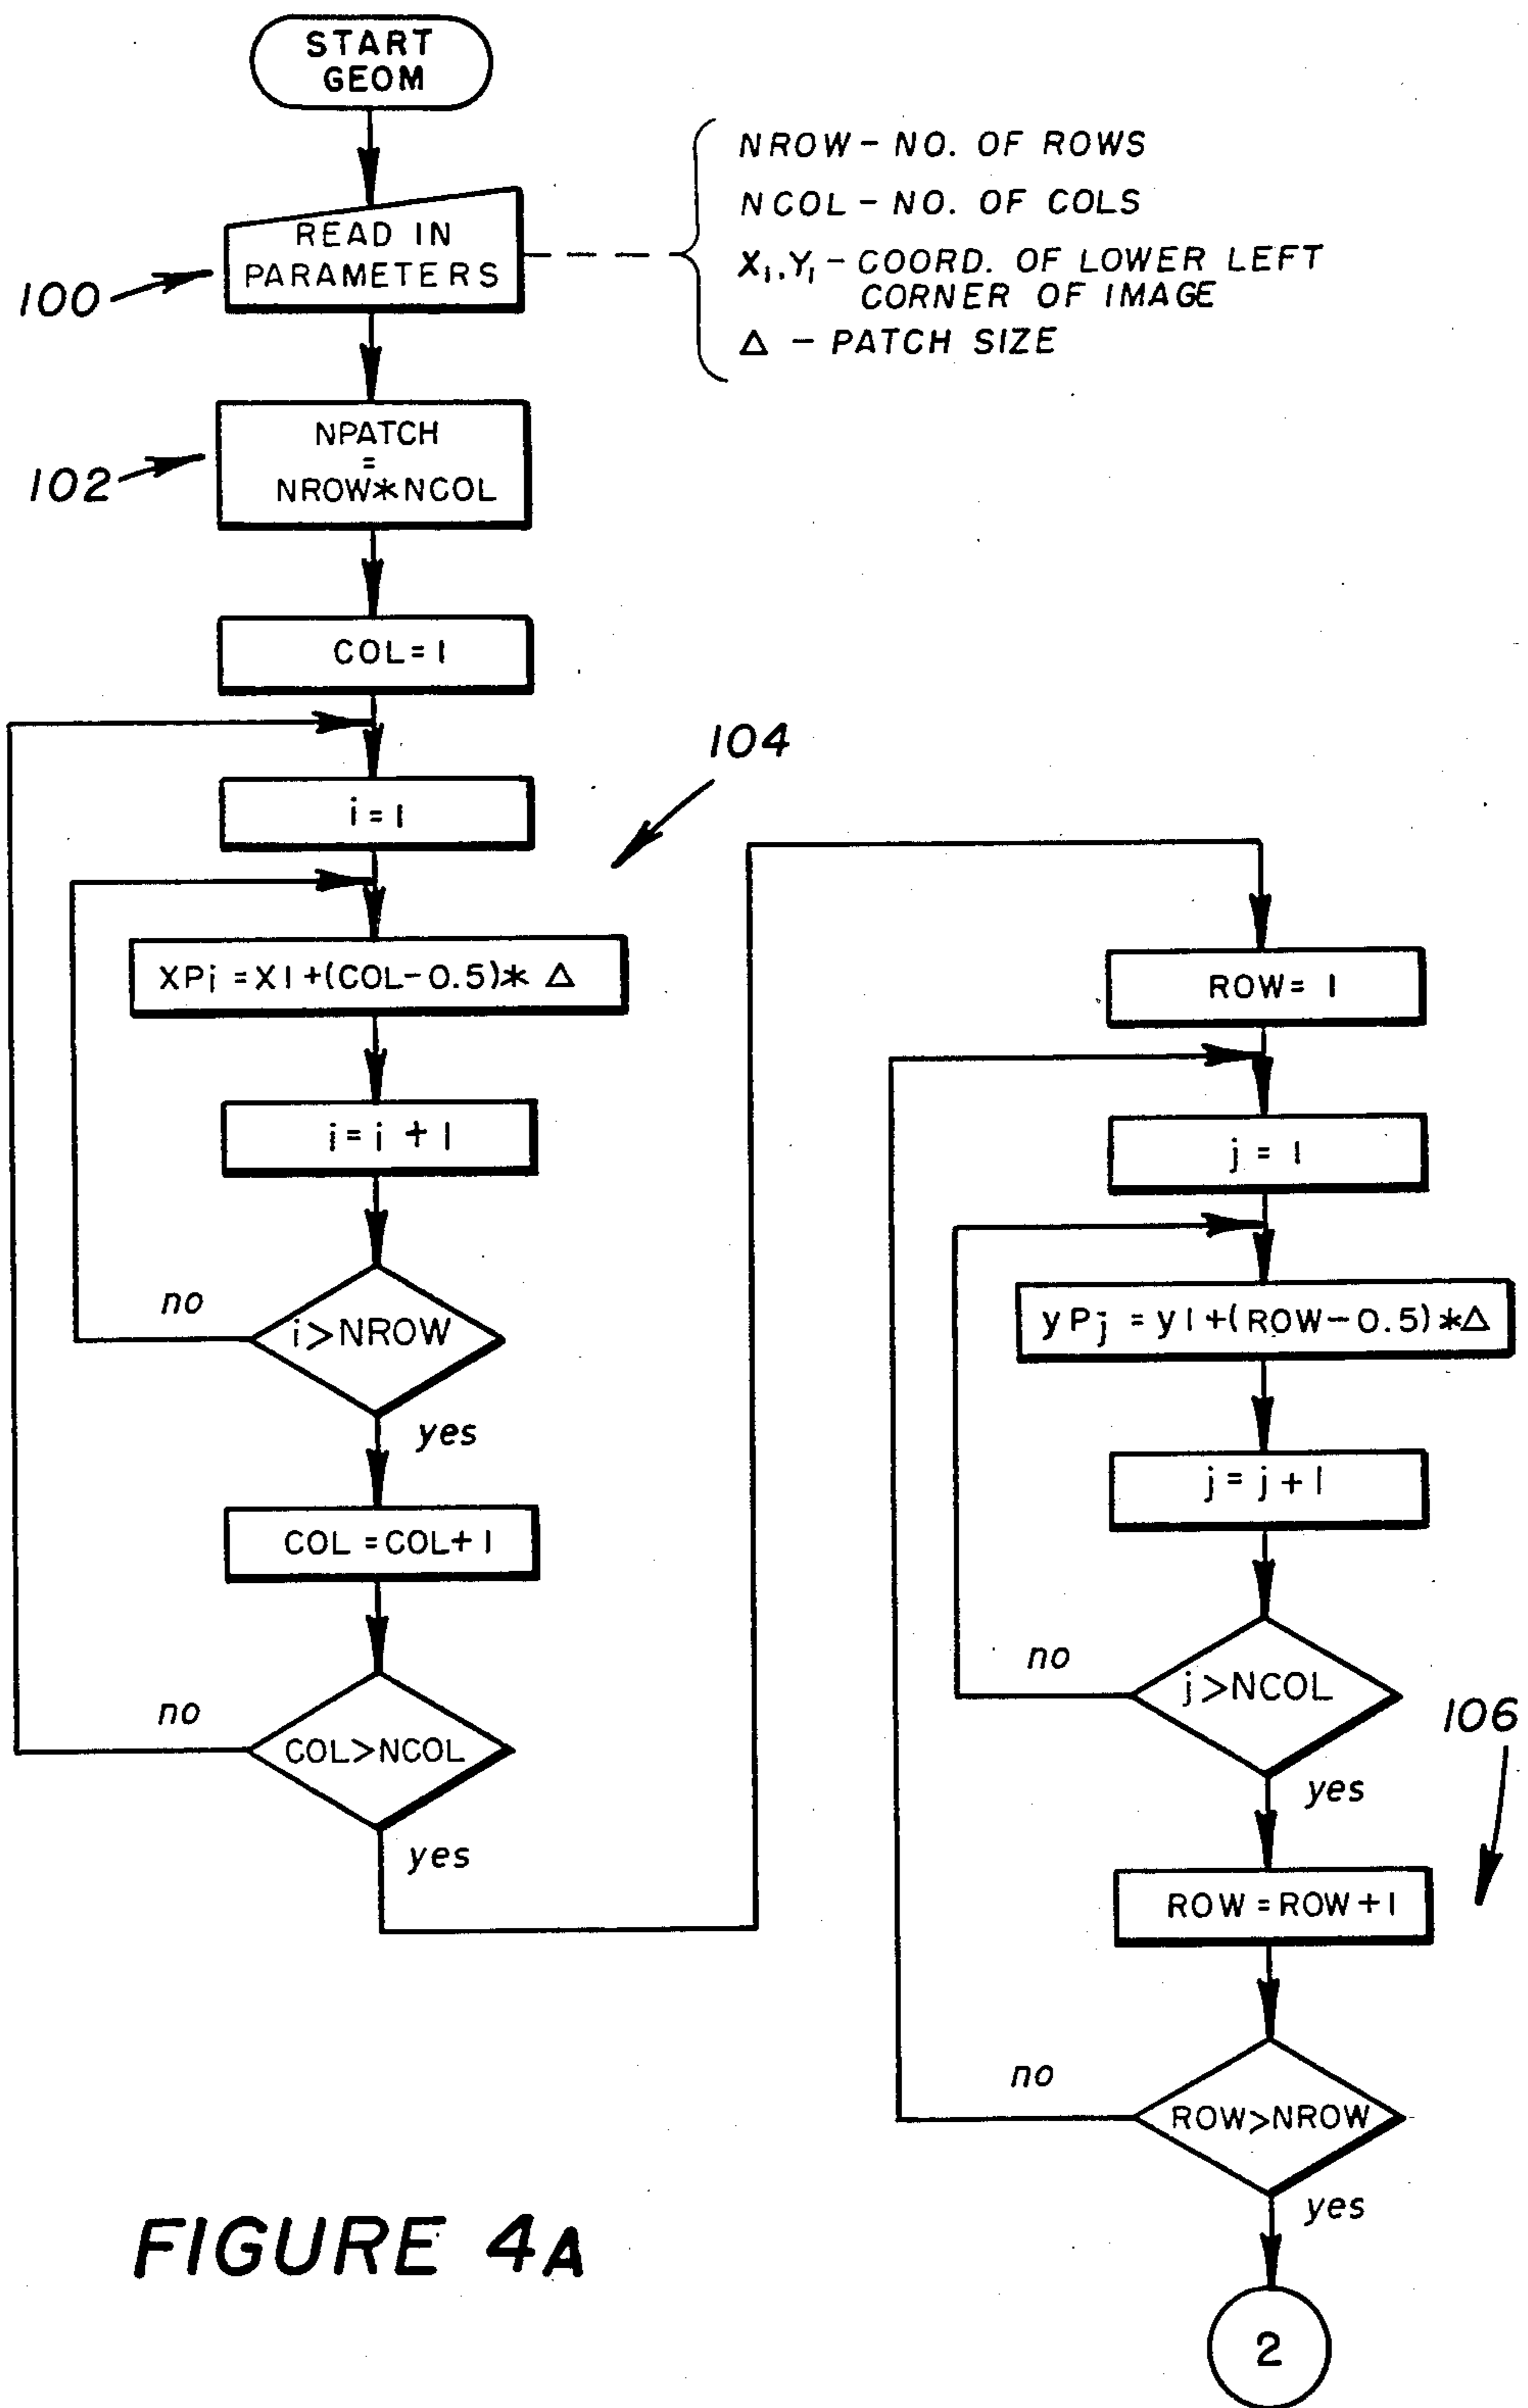 START
GEOM
READ IN
PARAMETERS
100
NROW - NO. OF ROWS
NCOL - NO. OF COLS
X₁,Y₁ - COORD. OF LOWER LEFT
CORNER OF IMAGE
Δ - PATCH SIZE
102
NPATCH
=
NROW*NCOL
COL=1
104
i=1
XPi =X1+(COL-0.5)* Δ
i=i+1
no
i>NROW
yes
COL =COL+1
no
COL>NCOL
yes
ROW= 1
j = 1
yPj = y1+(ROW-0.5)*Δ
j=j+1
no
j>NCOL
yes
106
ROW =ROW+1
no
ROW>NROW
yes
2
FIGURE 4A